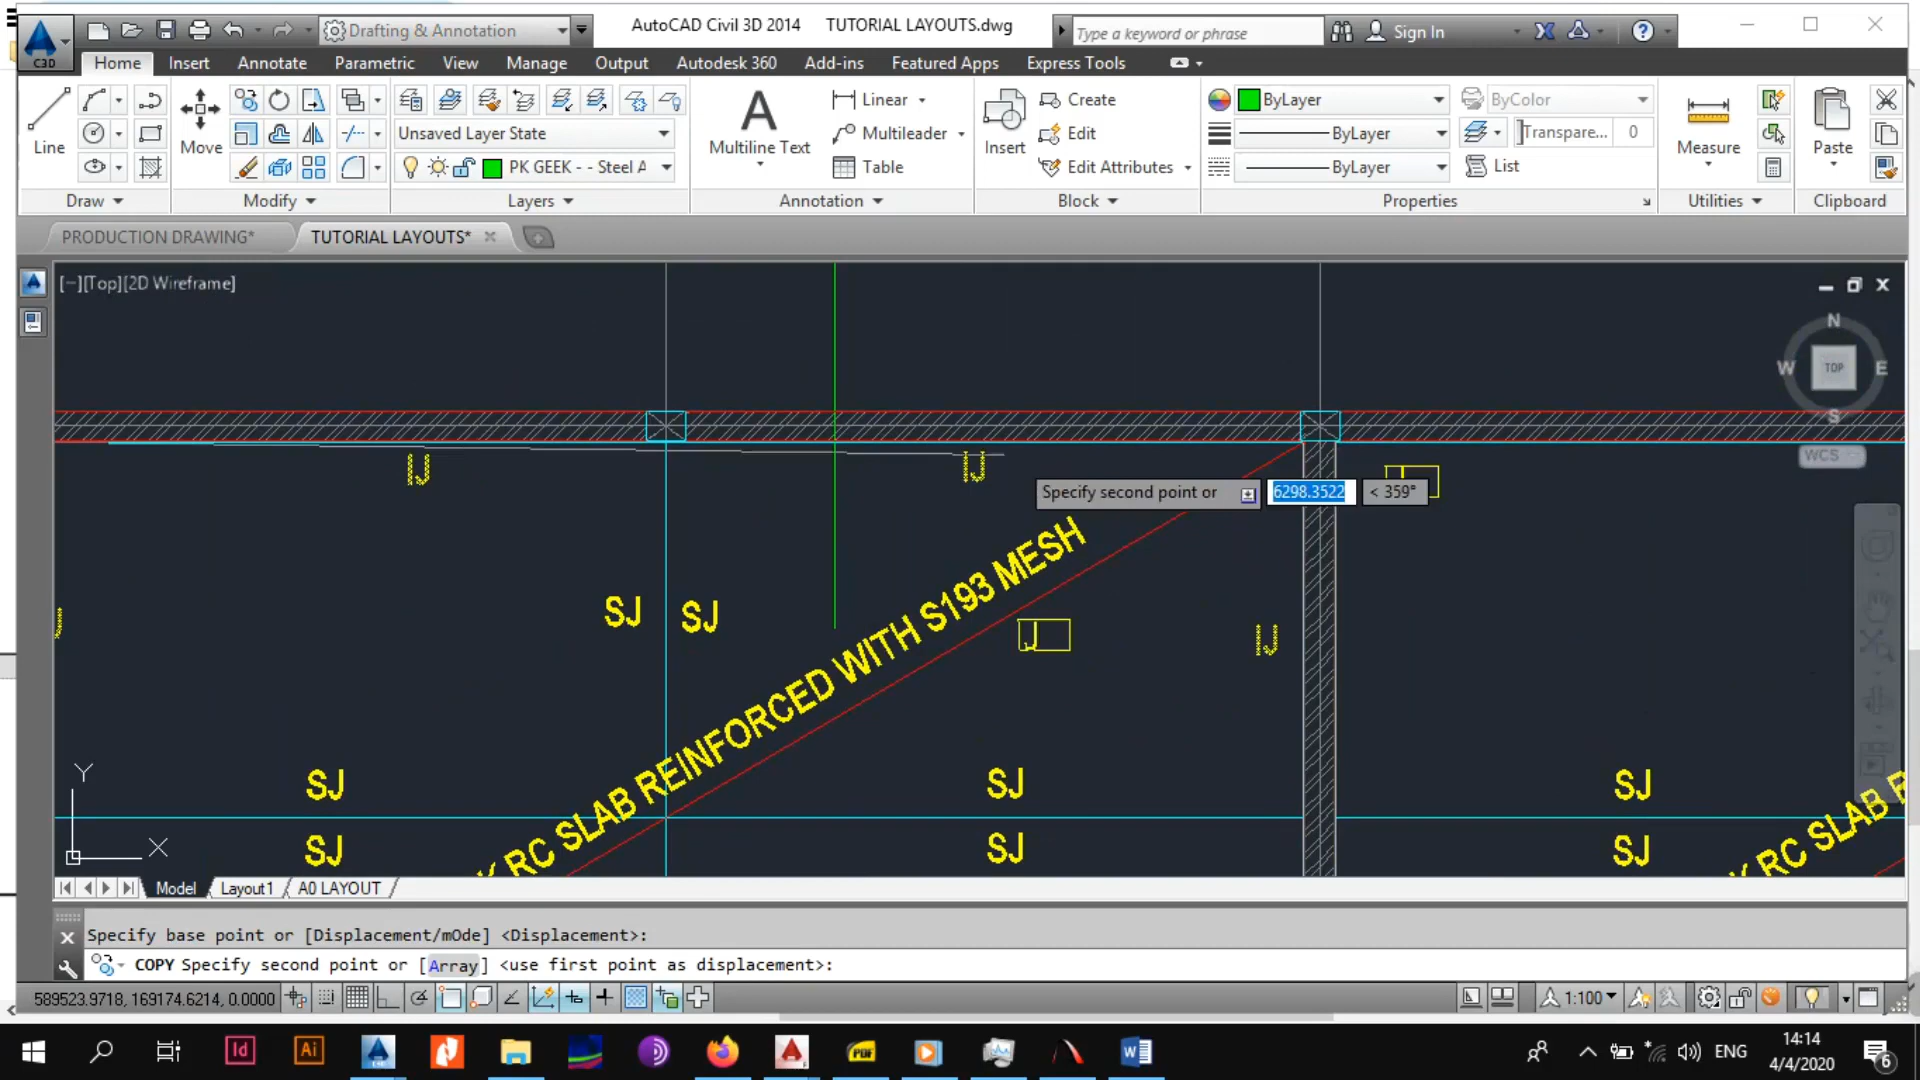 AutoCAD Civil 3D 2014 TUTORIAL LAYOUTS.dwg
Drafting & Annotation
Type a keyword or phrase
Sign In
C3D
Home Insert Annotate Parametric View Manage Output Autodesk 360 Add-ins Featured Apps Express Tools
Line
Move
Unsaved Layer State
PK GEEK - - Steel A
Multiline Text
Linear
Multileader
Table
Insert
Create
Edit
Edit Attributes
ByLayer
ByLayer
ByLayer
ByColor
Transpare... 0
List
Measure
Paste
Draw Modify Layers Annotation Block Properties Utilities Clipboard
PRODUCTION DRAWING* TUTORIAL LAYOUTS*
[−][Top][2D Wireframe]
N
W TOP E
S
WCS
IJ IJ
Specify second point or 6298.3522 < 359°
SJ SJ
IJ
K RC SLAB REINFORCED WITH S193 MESH
SJ SJ SJ
SJ SJ SJ
K RC SLAB R
Y
X
Model Layout1 A0 LAYOUT
Specify base point or [Displacement/mOde] <Displacement>:
COPY Specify second point or [Array] <use first point as displacement>:
589523.9718, 169174.6214, 0.0000
1:100
Id
Ai
PDF
ENG
14:14
4/4/2020
6